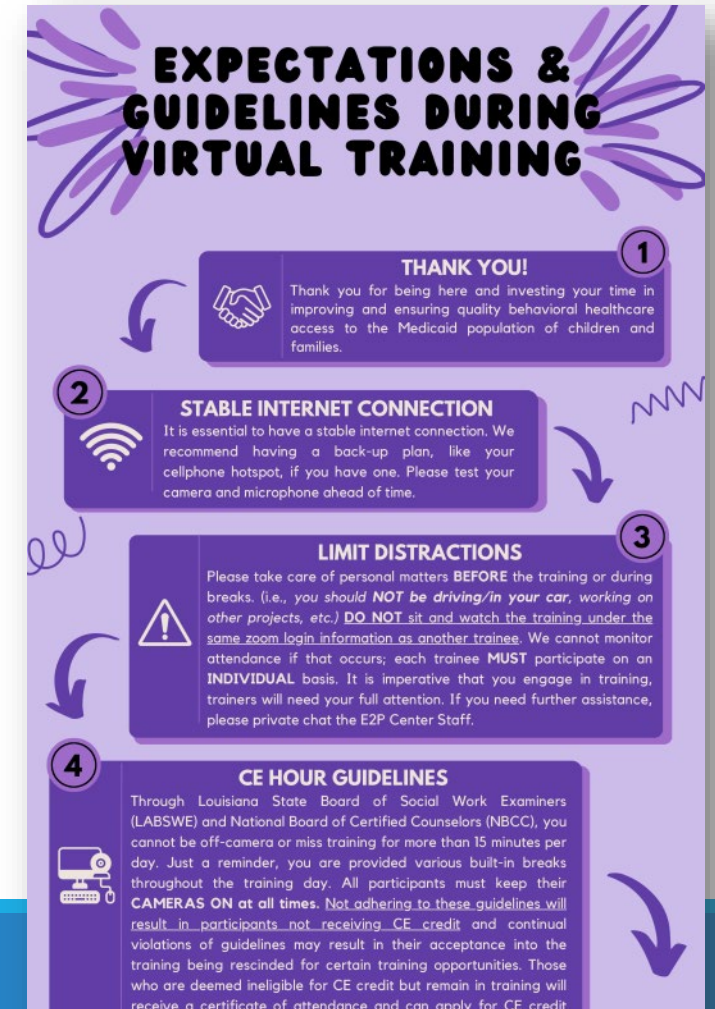 EXPECTATIONS &
GUIDELINES DURING
VIRTUAL TRAINING
1
THANK YOU!
Thank you for being here and investing your time in
improving and ensuring quality behavioral healthcare
access to the Medicaid population of children and
families.
2
STABLE INTERNET CONNECTION
It is essential to have a stable internet connection. We
recommend having a back-up plan, like your
cellphone hotspot, if you have one. Please test your
camera and microphone ahead of time.
3
LIMIT DISTRACTIONS
Please take care of personal matters BEFORE the training or during
breaks. (i.e., you should NOT be driving/in your car, working on
other projects, etc.) DO NOT sit and watch the training under the
same zoom login information as another trainee. We cannot monitor
attendance if that occurs; each trainee MUST participate on an
INDIVIDUAL basis. It is imperative that you engage in training,
trainers will need your full attention. If you need further assistance,
please private chat the E2P Center Staff.
4
CE HOUR GUIDELINES
Through Louisiana State Board of Social Work Examiners
(LABSWE) and National Board of Certified Counselors (NBCC), you
cannot be off-camera or miss training for more than 15 minutes per
day. Just a reminder, you are provided various built-in breaks
throughout the training day. All participants must keep their
CAMERAS ON at all times. Not adhering to these guidelines will
result in participants not receiving CE credit and continual
violations of guidelines may result in their acceptance into the
training being rescinded for certain training opportunities. Those
who are deemed ineligible for CE credit but remain in training will
receive a certificate of attendance and can apply for CE credit